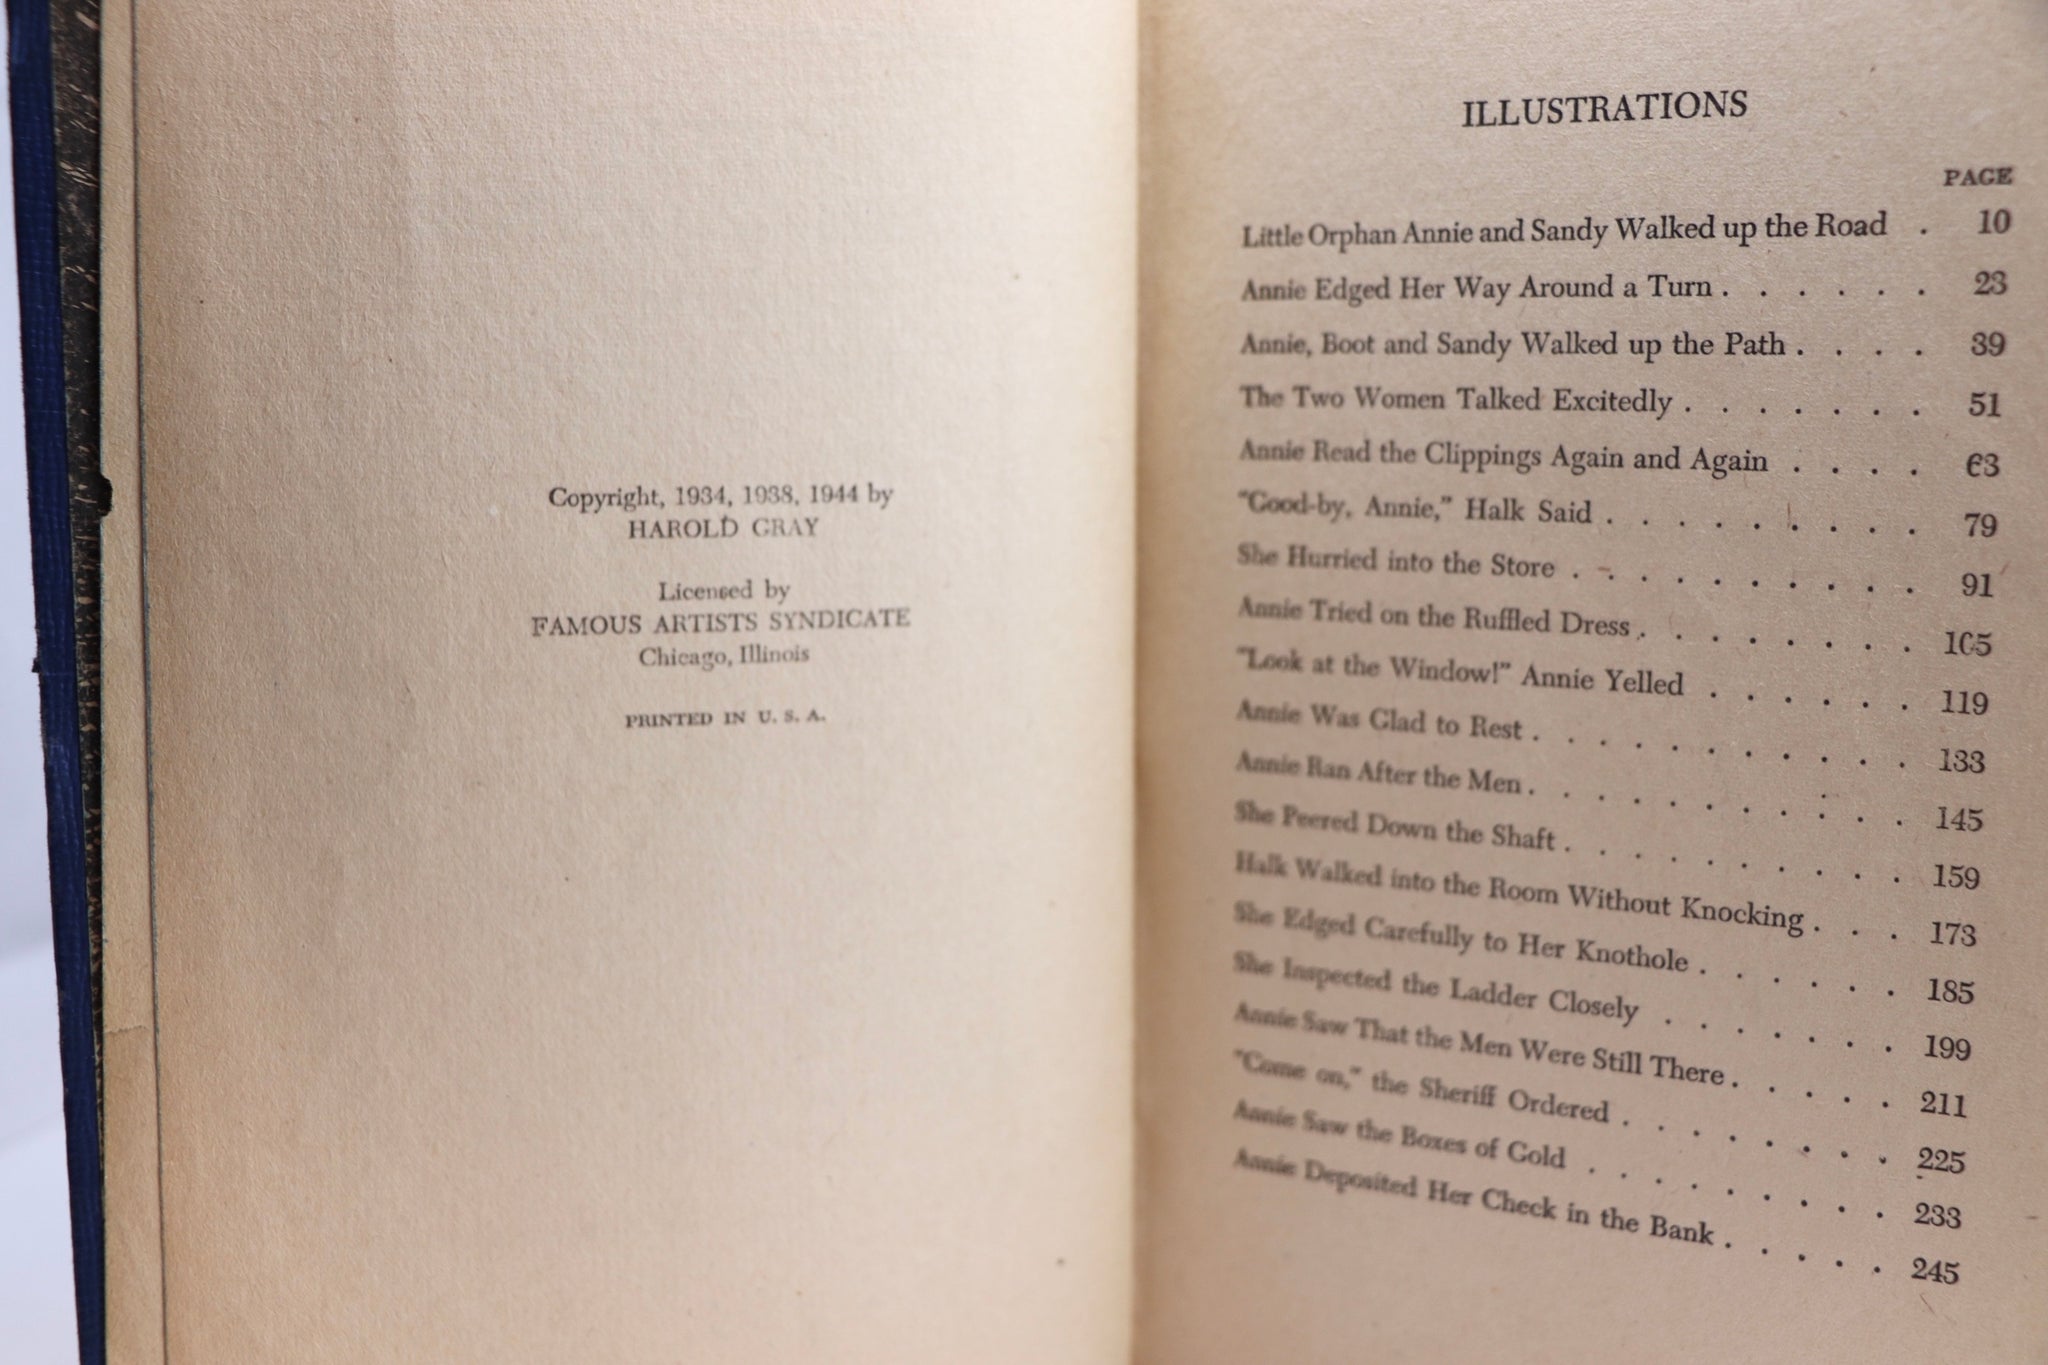 Copyright, 1934, 1938, 1944 by
HAROLD GRAY
Licensed by
FAMOUS ARTISTS SYNDICATE
Chicago, Illinois
PRINTED IN U. S. A.
ILLUSTRATIONS
PAGE
Little Orphan Annie and Sandy Walked up the Road . 10
Annie Edged Her Way Around a Turn . . . . . . 23
Annie, Boot and Sandy Walked up the Path . . . . 39
The Two Women Talked Excitedly . . . . . . . 51
Annie Read the Clippings Again and Again . . . . 63
"Good-by, Annie," Halk Said . . . . . . . . . 79
She Hurried into the Store . . . . . . . . . . 91
Annie Tried on the Ruffled Dress . . . . . . . . 105
"Look at the Window!" Annie Yelled . . . . . . 119
Annie Was Glad to Rest . . . . . . . . . . . 133
Annie Ran After the Men . . . . . . . . . . . 145
She Peered Down the Shaft . . . . . . . . . . 159
Halk Walked into the Room Without Knocking . . . 173
She Edged Carefully to Her Knothole . . . . . . 185
She Inspected the Ladder Closely . . . . . . . 199
Annie Saw That the Men Were Still There . . . . . 211
"Come on," the Sheriff Ordered . . . . . . . . 225
Annie Saw the Boxes of Gold . . . . . . . . . 233
Annie Deposited Her Check in the Bank . . . . . 245